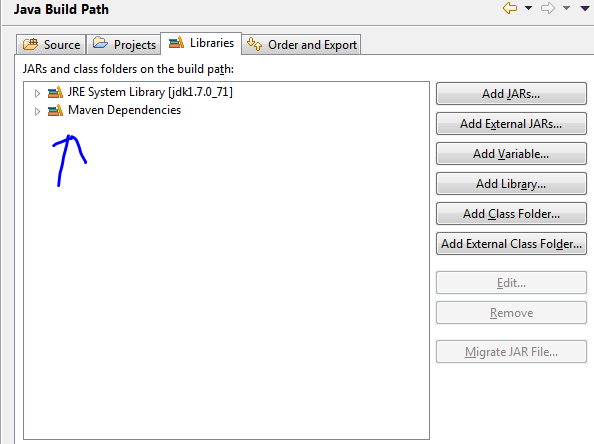 Java Build Path
Source Projects Libraries Order and Export
JARs and class folders on the build path:
JRE System Library [jdk1.7.0_71]
Maven Dependencies
Add JARs...
Add External JARs...
Add Variable...
Add Library...
Add Class Folder...
Add External Class Folder...
Edit...
Remove
Migrate JAR File...